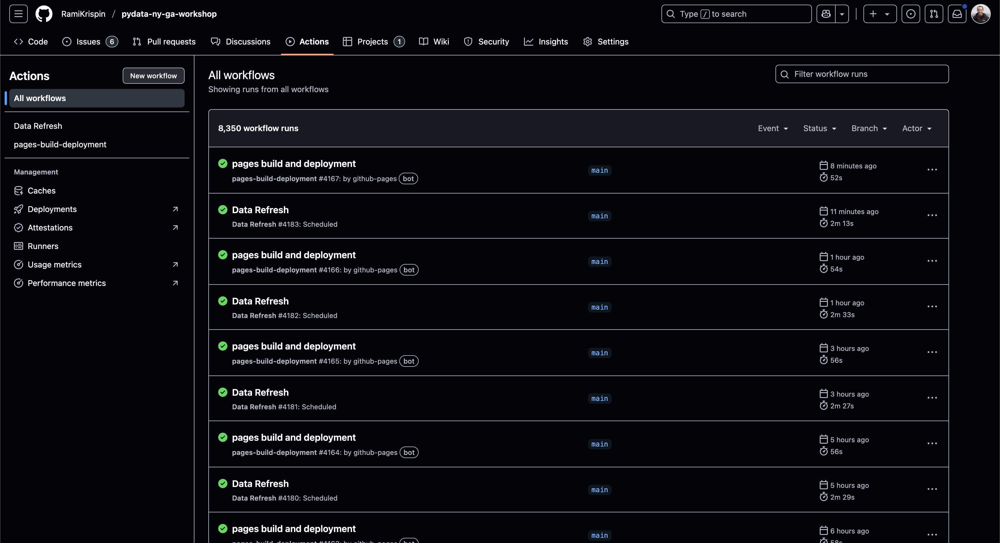 RamiKrispin / pydata-ny-ga-workshop
Type / to search
Code
Issues 6
Pull requests
Discussions
Actions
Projects 1
Wiki
Security
Insights
Settings
Actions
New workflow
All workflows
Data Refresh
pages-build-deployment
Management
Caches
Deployments
Attestations
Runners
Usage metrics
Performance metrics
All workflows
Showing runs from all workflows
Filter workflow runs
8,350 workflow runs
Event
Status
Branch
Actor
pages build and deployment
pages-build-deployment #4167: by github-pages bot
main
8 minutes ago
52s
Data Refresh
Data Refresh #4183: Scheduled
main
11 minutes ago
2m 13s
pages build and deployment
pages-build-deployment #4166: by github-pages bot
main
1 hour ago
54s
Data Refresh
Data Refresh #4182: Scheduled
main
1 hour ago
2m 33s
pages build and deployment
pages-build-deployment #4165: by github-pages bot
main
3 hours ago
56s
Data Refresh
Data Refresh #4181: Scheduled
main
3 hours ago
2m 27s
pages build and deployment
pages-build-deployment #4164: by github-pages bot
main
5 hours ago
56s
Data Refresh
Data Refresh #4180: Scheduled
main
5 hours ago
2m 29s
pages build and deployment
pages-build-deployment #4163: by github-pages bot
main
6 hours ago
58s